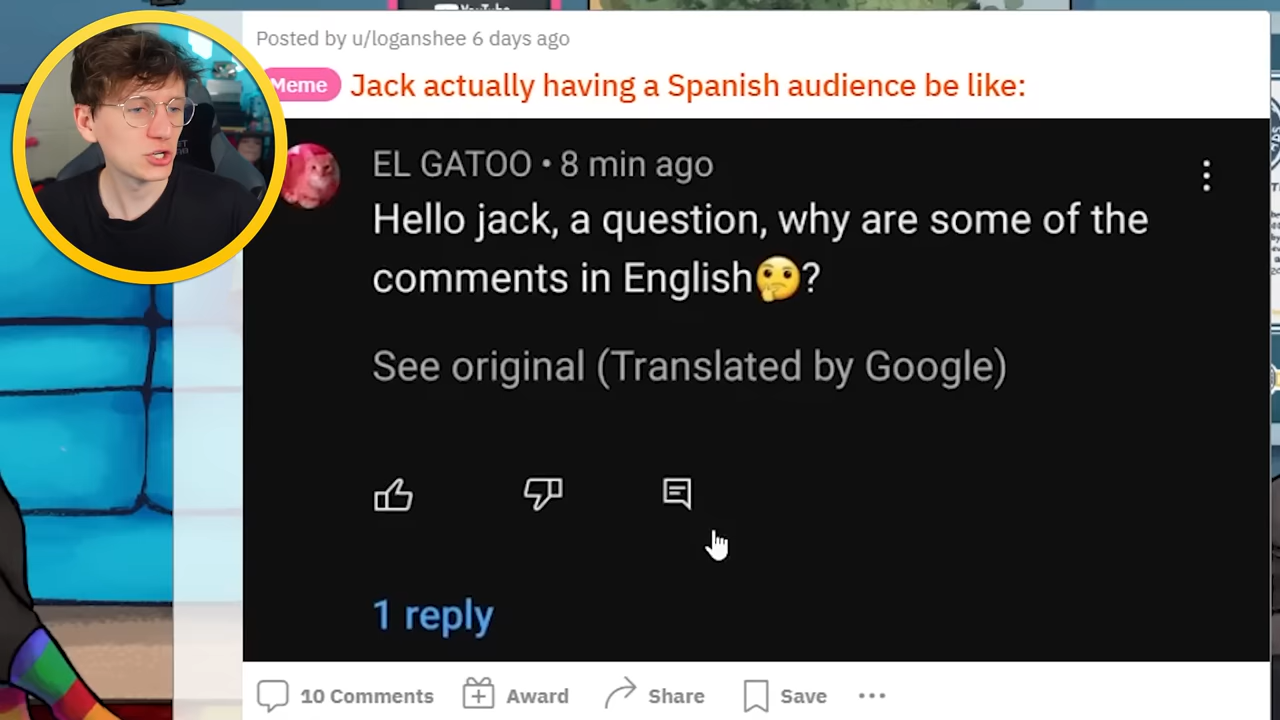 YouTube
Posted by u/loganshee 6 days ago
Meme Jack actually having a Spanish audience be like:
EL GATOO • 8 min ago
Hello jack, a question, why are some of the
comments in English🤔?
See original (Translated by Google)
1 reply
10 Comments Award Share Save